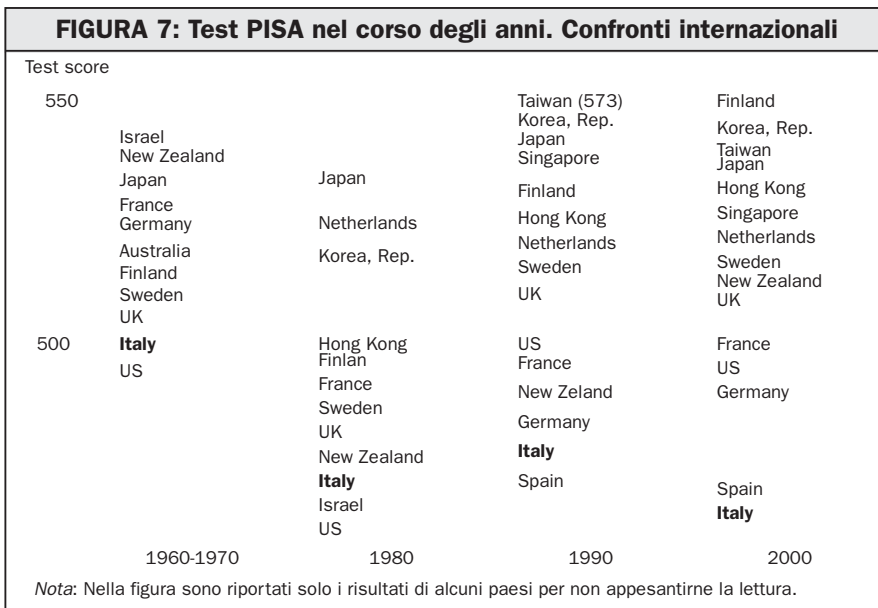 FIGURA 7: Test PISA nel corso degli anni. Confronti internazionali
Test score
550 Taiwan (573) Finland
Korea, Rep. Korea, Rep.
Israel Japan Taiwan
New Zealand Singapore Japan
Japan Japan Finland Hong Kong
France Hong Kong Singapore
Germany Netherlands Netherlands Netherlands
Australia Korea, Rep. Sweden Sweden
Finland New Zealand
Sweden UK UK
UK
500 Italy Hong Kong US France
US Finlan France US
France New Zeland Germany
Sweden Germany
UK
New Zealand Italy
Italy Spain Spain
Israel Italy
US
1960-1970 1980 1990 2000
Nota: Nella figura sono riportati solo i risultati di alcuni paesi per non appesantirne la lettura.